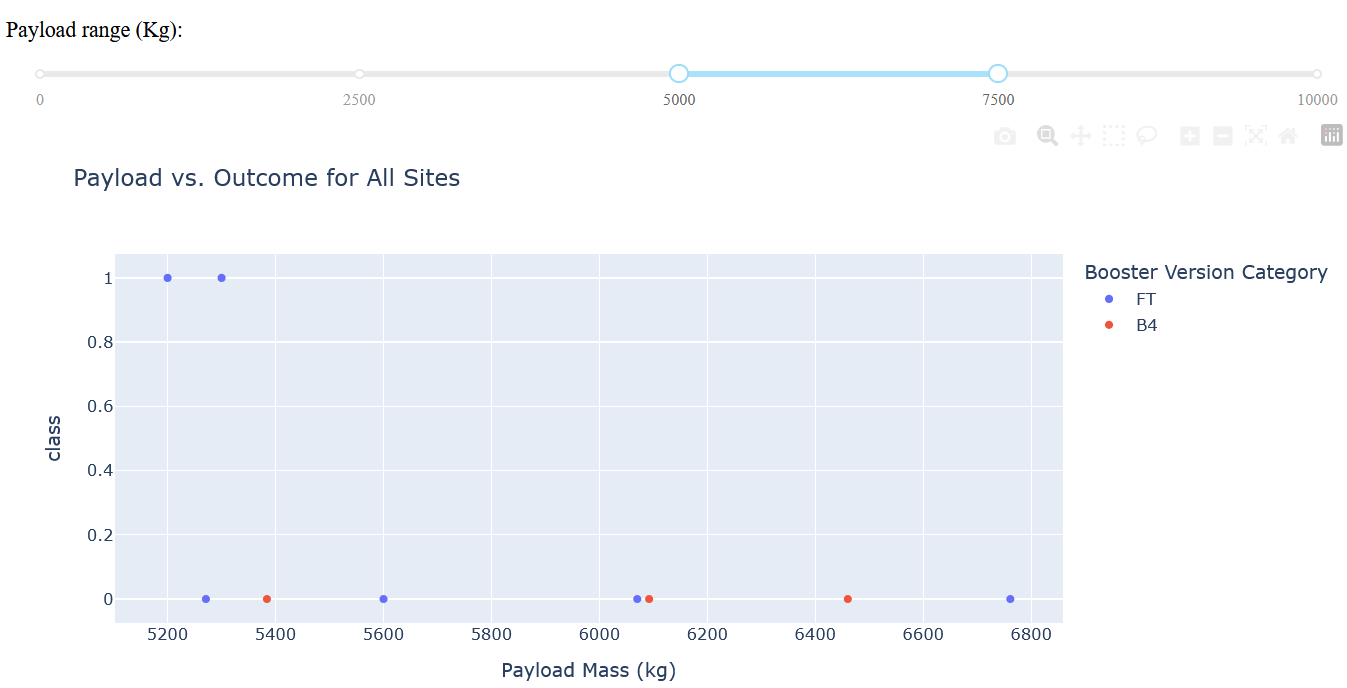 Payload range (Kg):
0 2500 5000 7500 10000
Payload vs. Outcome for All Sites
Booster Version Category
FT
B4
1
0.8
0.6
0.4
0.2
0
class
5200 5400 5600 5800 6000 6200 6400 6600 6800
Payload Mass (kg)